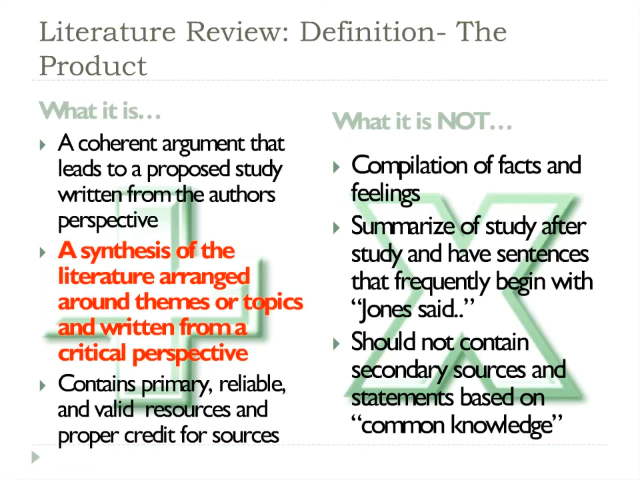 Literature Review: Definition- The
Product
What it is…
A coherent argument that
leads to a proposed study
written from the authors
perspective
A synthesis of the
literature arranged
around themes or topics
and written from a
critical perspective
Contains primary, reliable,
and valid resources and
proper credit for sources
What it is NOT…
Compilation of facts and
feelings
Summarize of study after
study and have sentences
that frequently begin with
“Jones said..”
Should not contain
secondary sources and
statements based on
“common knowledge”